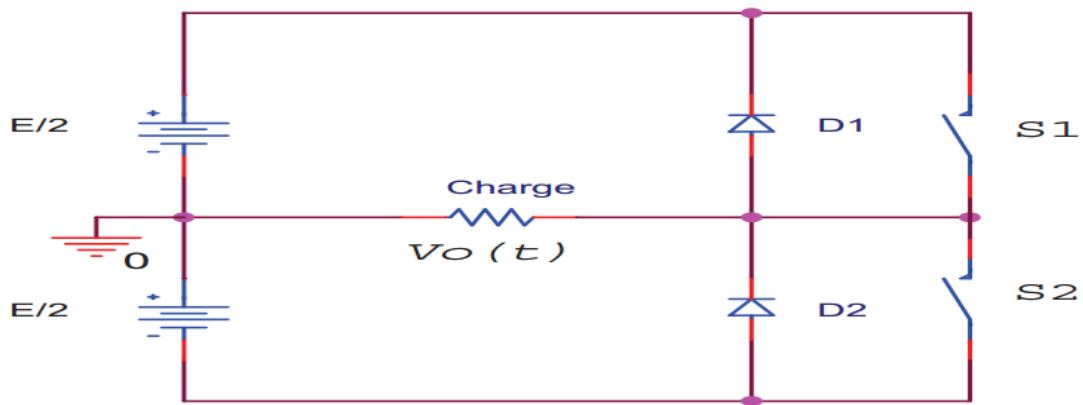 E/2
+
-
D1
S1
Charge
Vo(t)
0
E/2
+
-
D2
S2